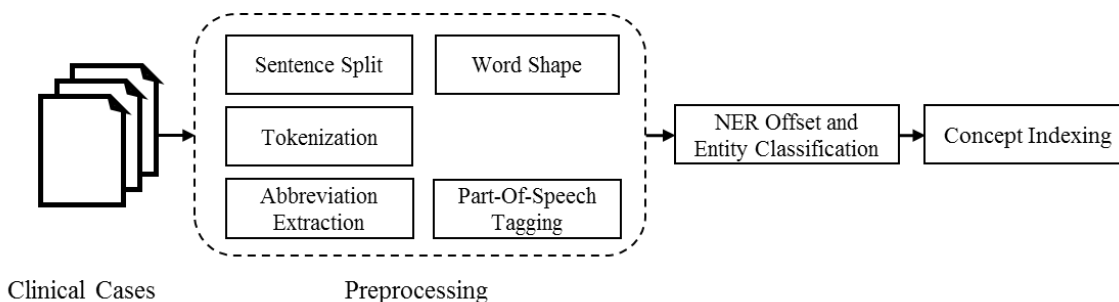 Sentence Split
Word Shape
Tokenization
Abbreviation
Extraction
Part-Of-Speech
Tagging
NER Offset and
Entity Classification
Concept Indexing
Clinical Cases
Preprocessing